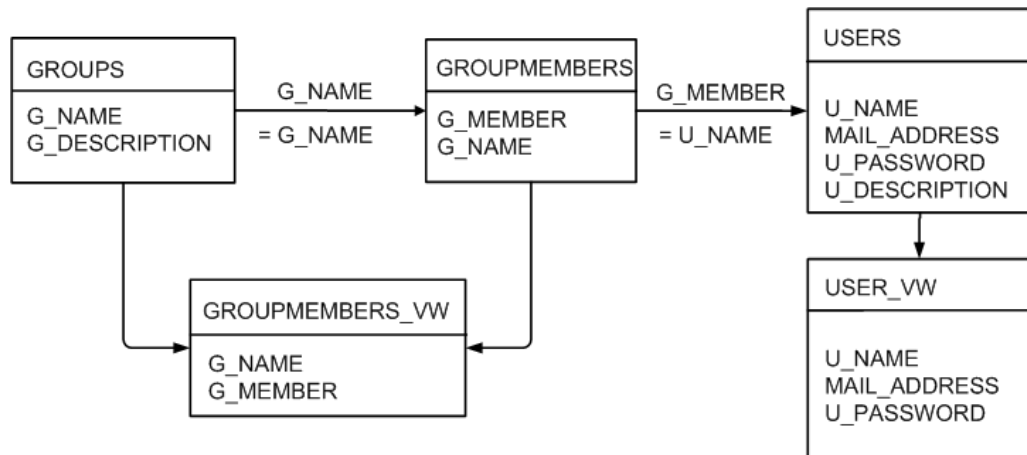 GROUPS
G_NAME
G_DESCRIPTION
G_NAME
= G_NAME
GROUPMEMBERS
G_MEMBER
G_NAME
G_MEMBER
= U_NAME
USERS
U_NAME
MAIL_ADDRESS
U_PASSWORD
U_DESCRIPTION
GROUPMEMBERS_VW
G_NAME
G_MEMBER
USER_VW
U_NAME
MAIL_ADDRESS
U_PASSWORD